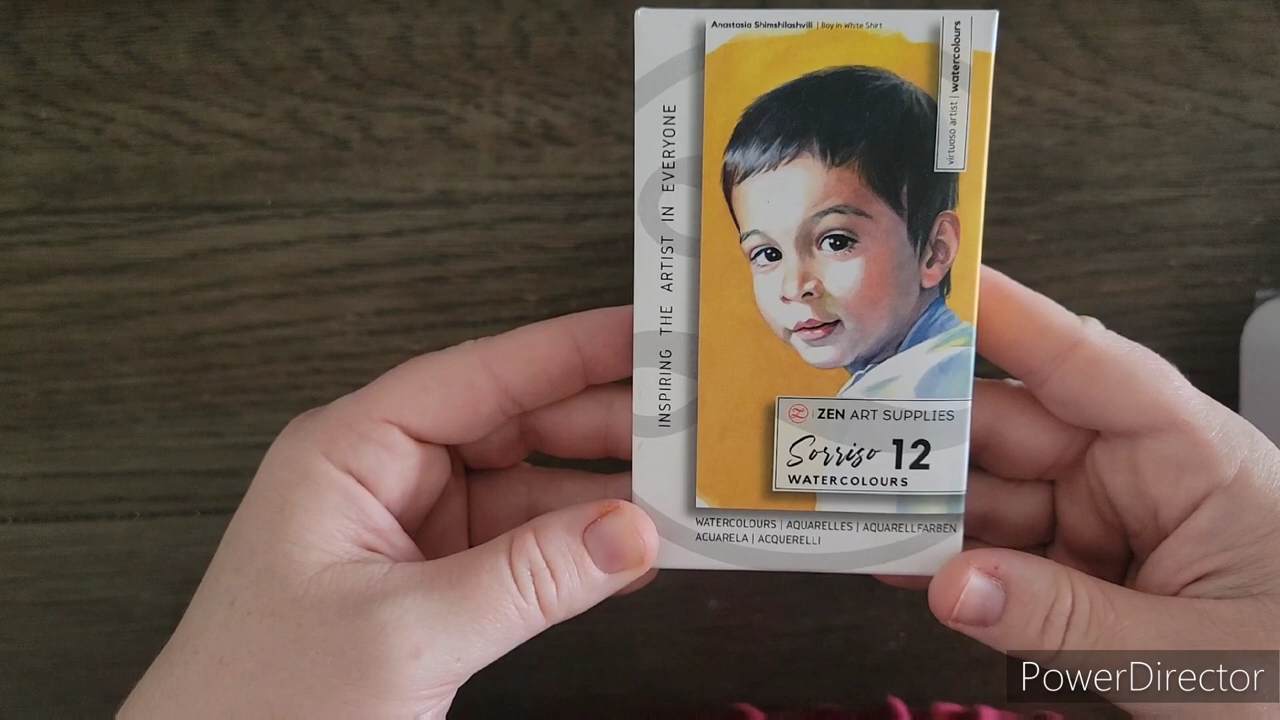 Anastasia Shimshilashvili | Boy in White Shirt
virtuoso artist | watercolours
INSPIRING THE ARTIST IN EVERYONE
ZEN ART SUPPLIES
Sorriso 12
WATERCOLOURS
WATERCOLOURS | AQUARELLES | AQUARELLFARBEN
ACUARELA | ACQUERELLI
PowerDirector